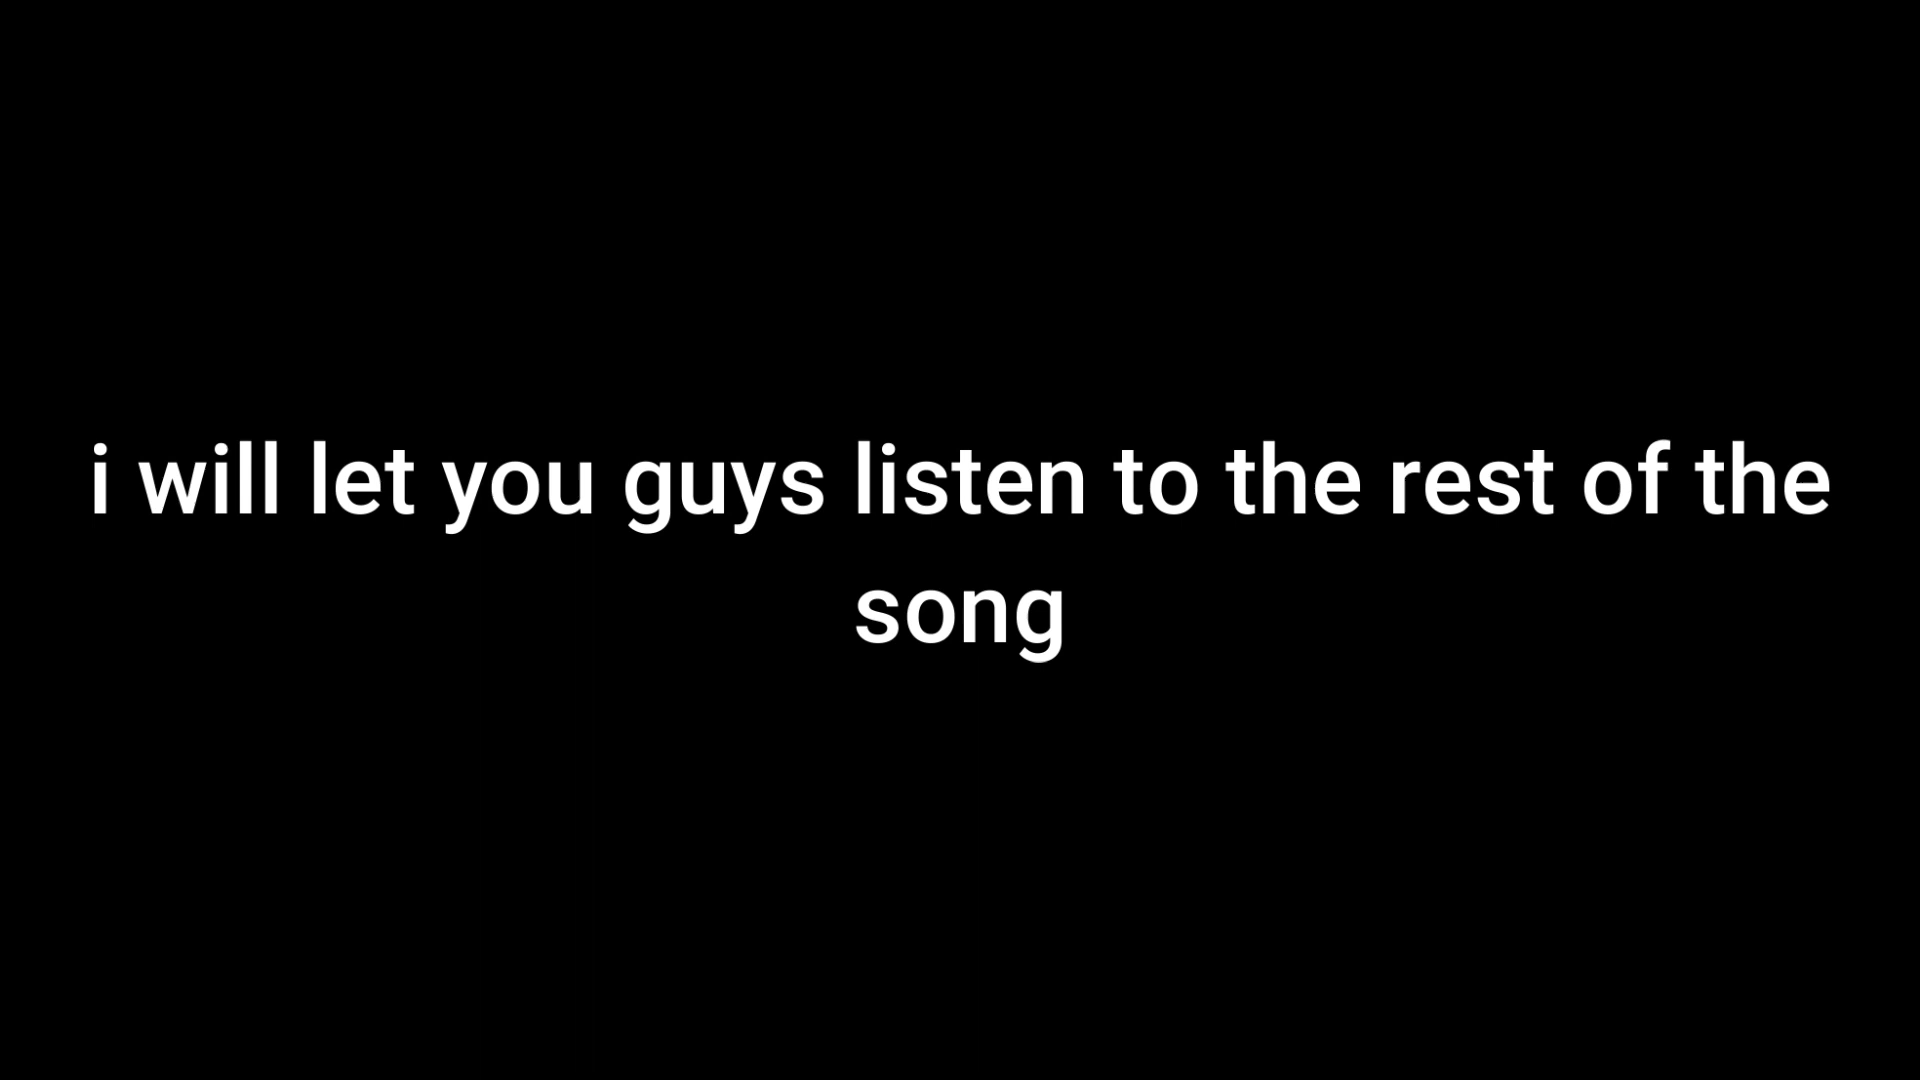 i will let you guys listen to the rest of the
song